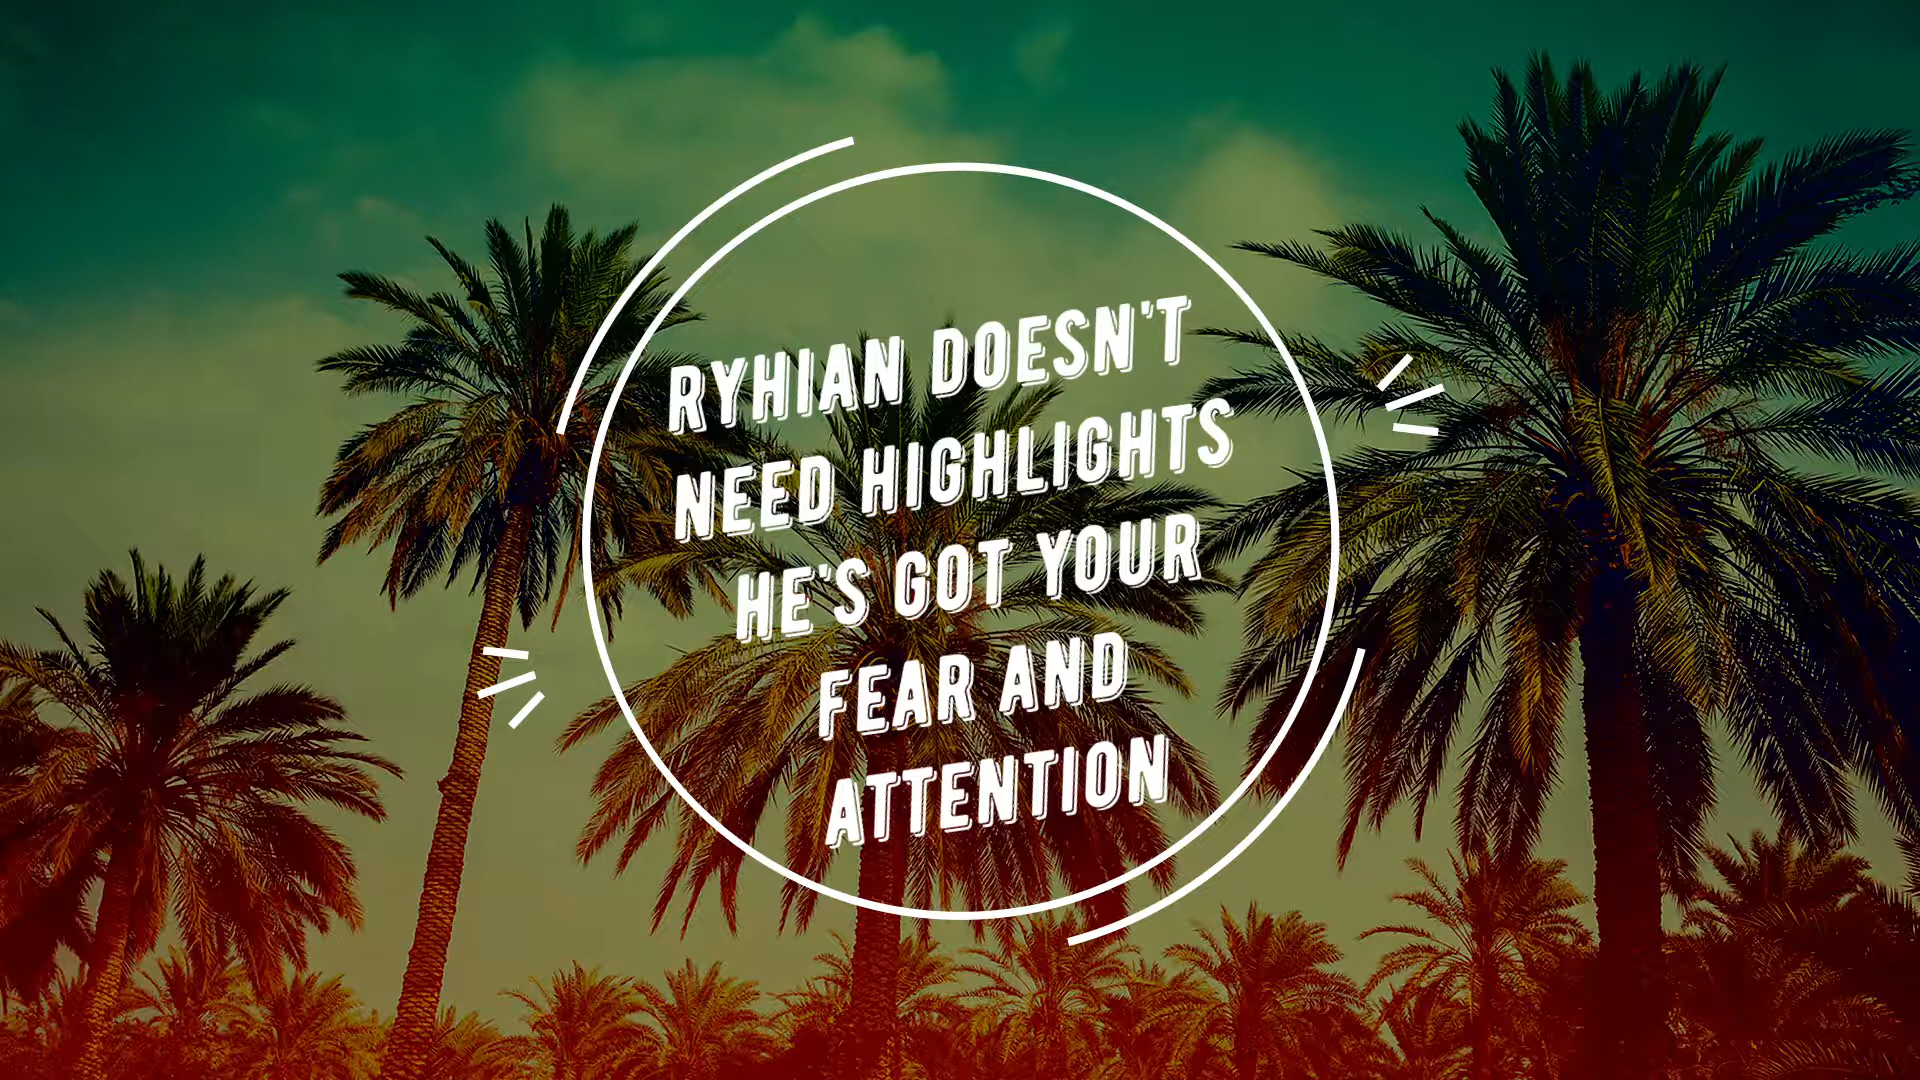 RYHIAN DOESN'T
NEED HIGHLIGHTS
HE'S GOT YOUR
FEAR AND
ATTENTION